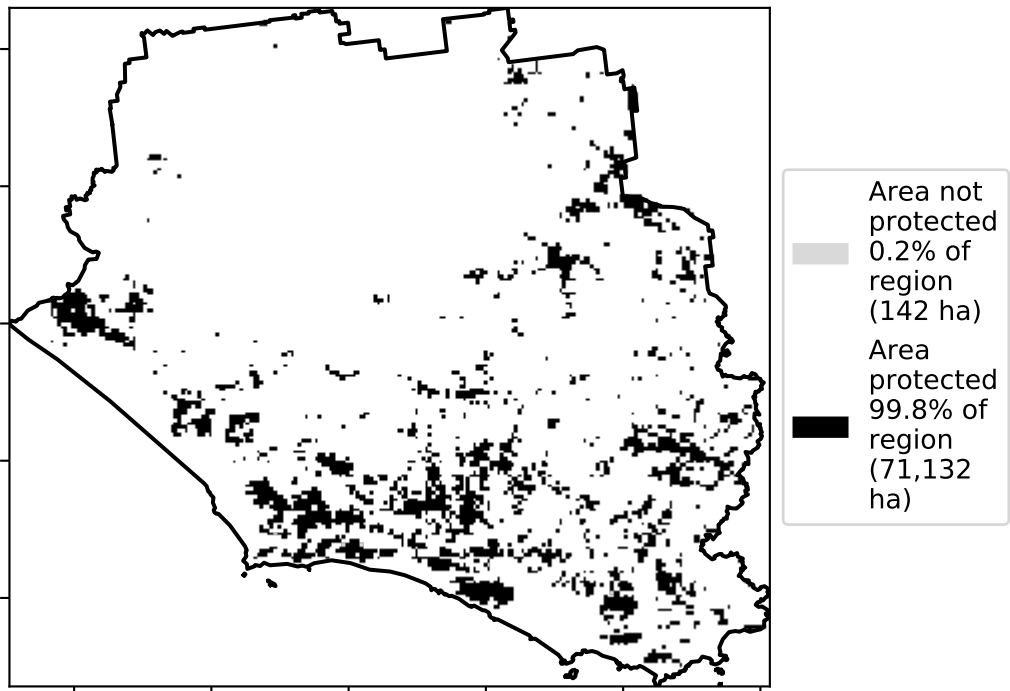 Area not
protected
0.2% of
region
(142 ha)
Area
protected
99.8% of
region
(71,132
ha)